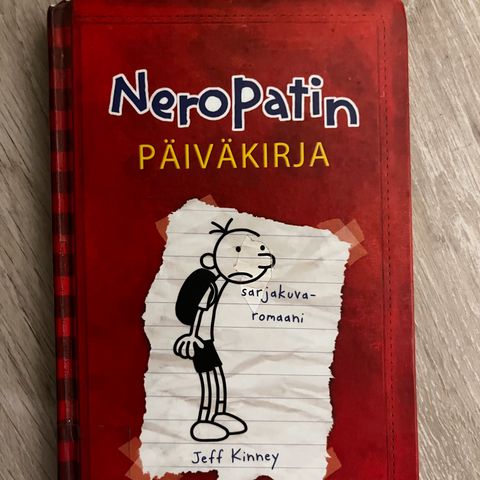 Neropatin
PÄIVÄKIRJA
sarjakuva-
romaani
Jeff Kinney